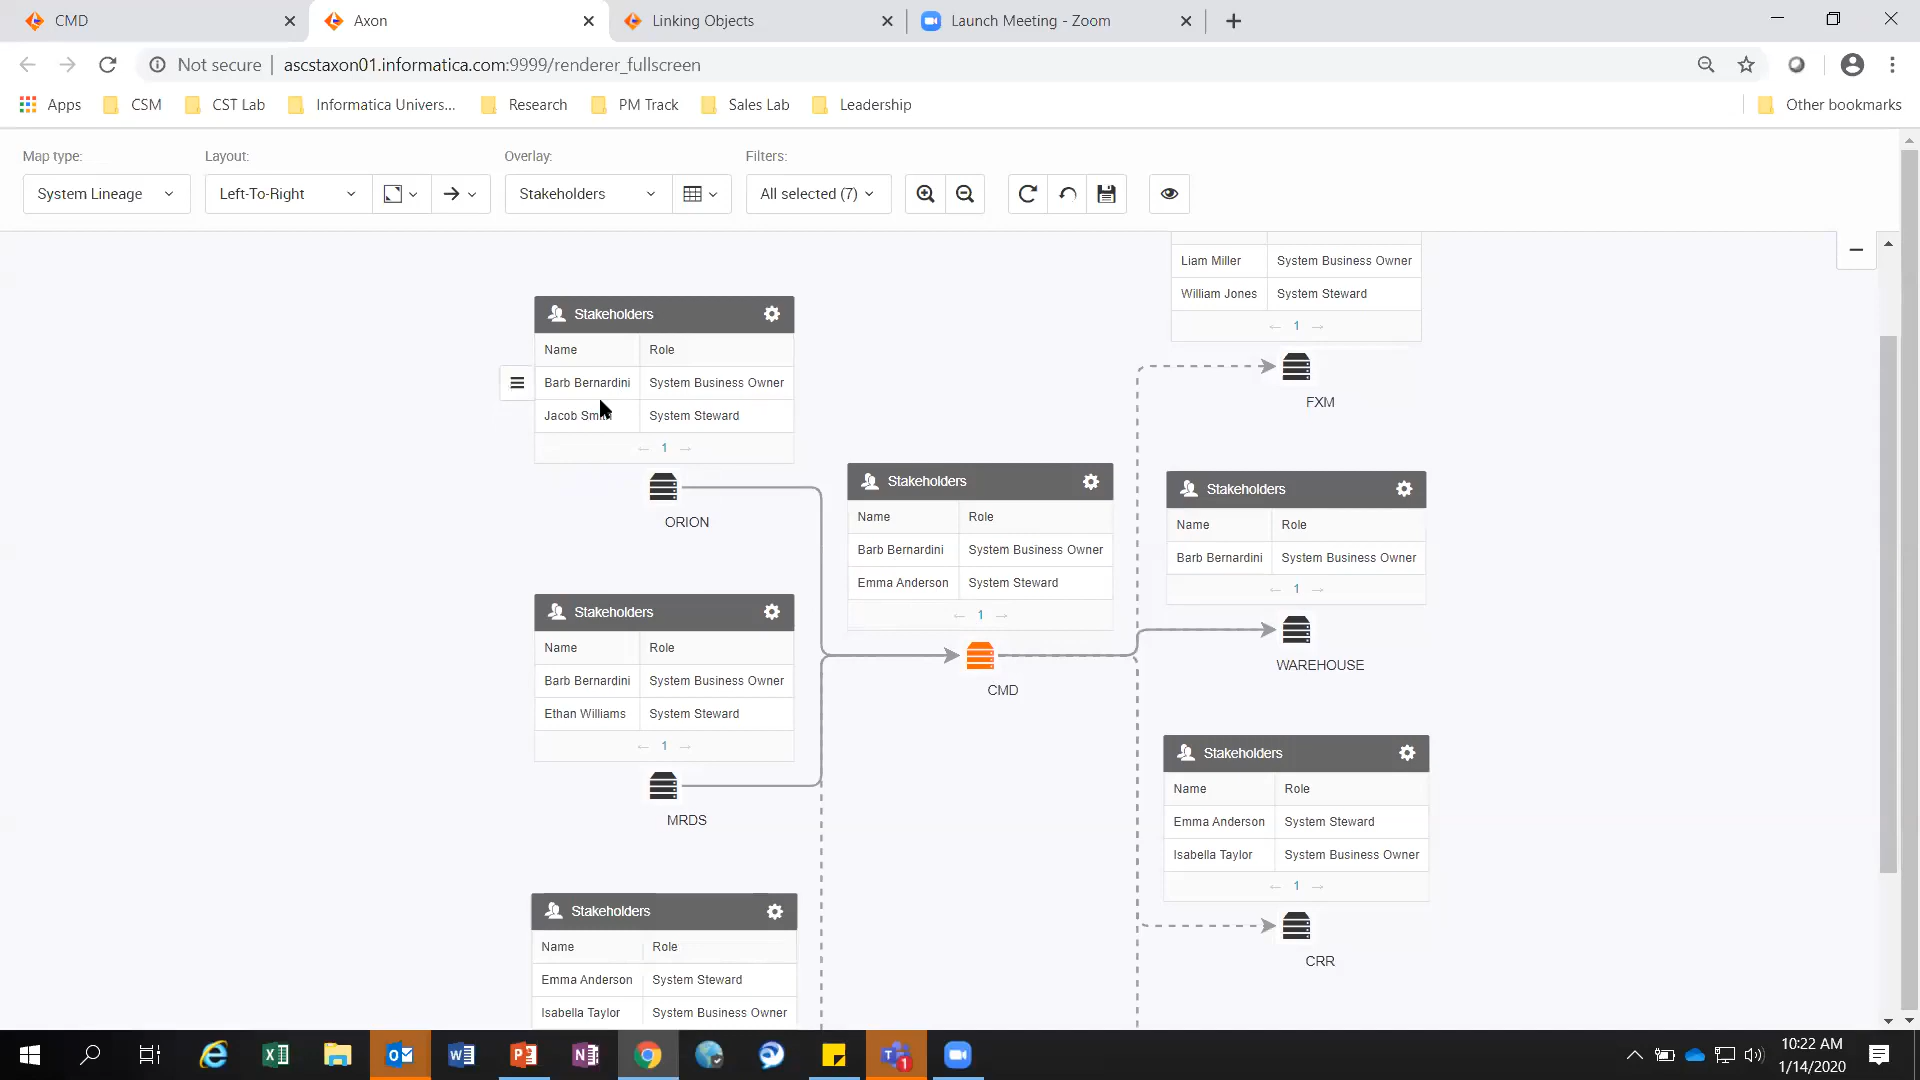 CMD
Axon
Linking Objects
Launch Meeting - Zoom
Not secure
ascstaxon01.informatica.com:9999/renderer_fullscreen
Apps
CSM
CST Lab
Informatica Univers...
Research
PM Track
Sales Lab
Leadership
Other bookmarks
Map type:
Layout:
Overlay:
Filters:
System Lineage
Left-To-Right
Stakeholders
All selected (7)
Liam Miller System Business Owner
William Jones System Steward
← 1 →
FXM
Stakeholders
Name Role
Barb Bernardini System Business Owner
Jacob System Steward
← 1 →
ORION
Stakeholders
Name Role
Barb Bernardini System Business Owner
Emma Anderson System Steward
← 1 →
CMD
Stakeholders
Name Role
Barb Bernardini System Business Owner
← 1 →
WAREHOUSE
Stakeholders
Name Role
Barb Bernardini System Business Owner
Ethan Williams System Steward
← 1 →
MRDS
Stakeholders
Name Role
Emma Anderson System Steward
Isabella Taylor System Business Owner
← 1 →
CRR
Stakeholders
Name Role
Emma Anderson System Steward
Isabella Taylor System Business Owner
1
10:22 AM
1/14/2020